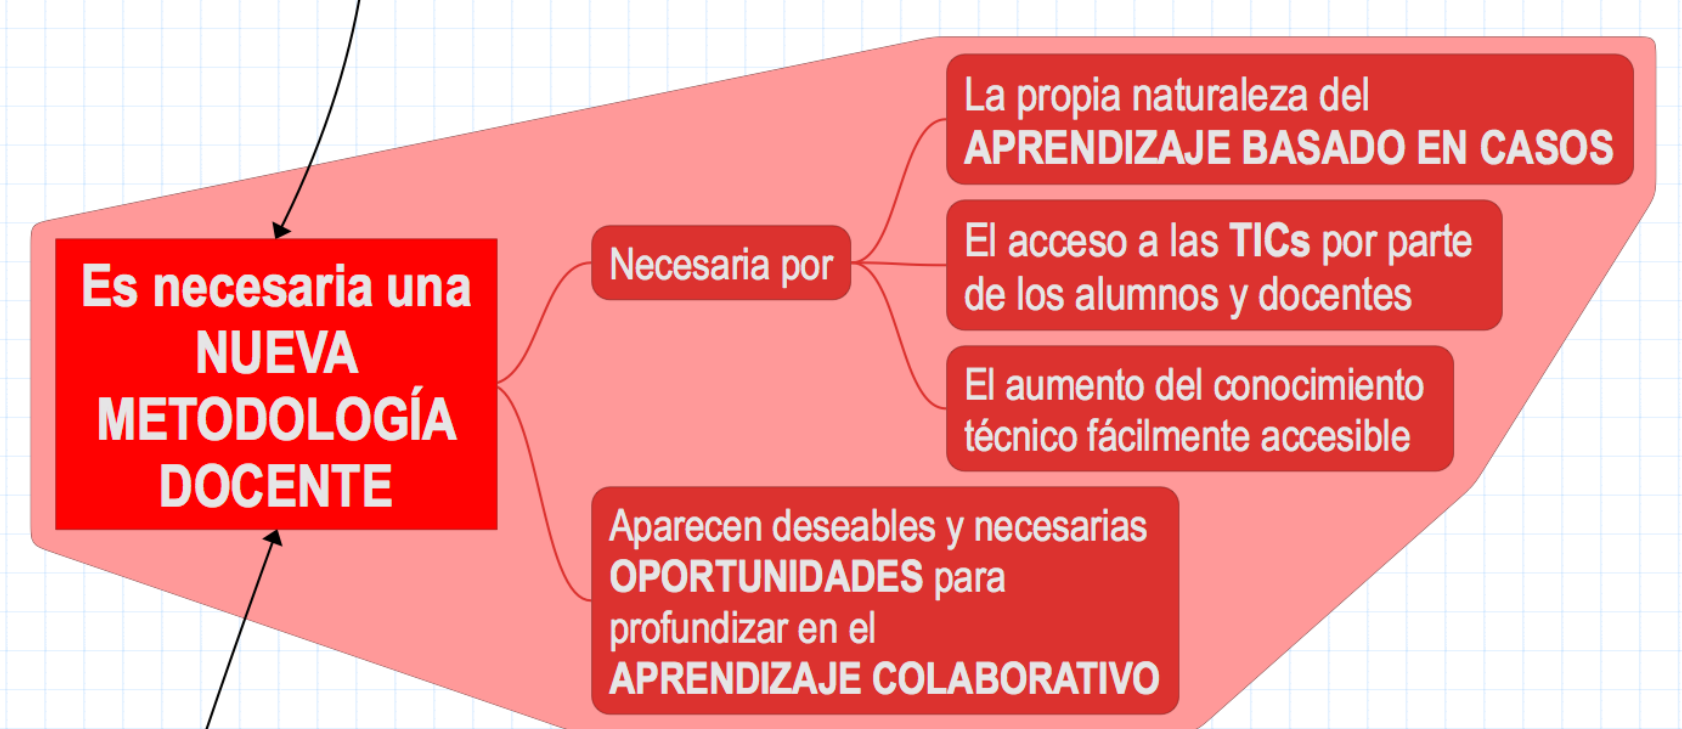 Es necesaria una
NUEVA
METODOLOGÍA
DOCENTE
Necesaria por
La propia naturaleza del
APRENDIZAJE BASADO EN CASOS
El acceso a las TICs por parte
de los alumnos y docentes
El aumento del conocimiento
técnico fácilmente accesible
Aparecen deseables y necesarias
OPORTUNIDADES para
profundizar en el
APRENDIZAJE COLABORATIVO